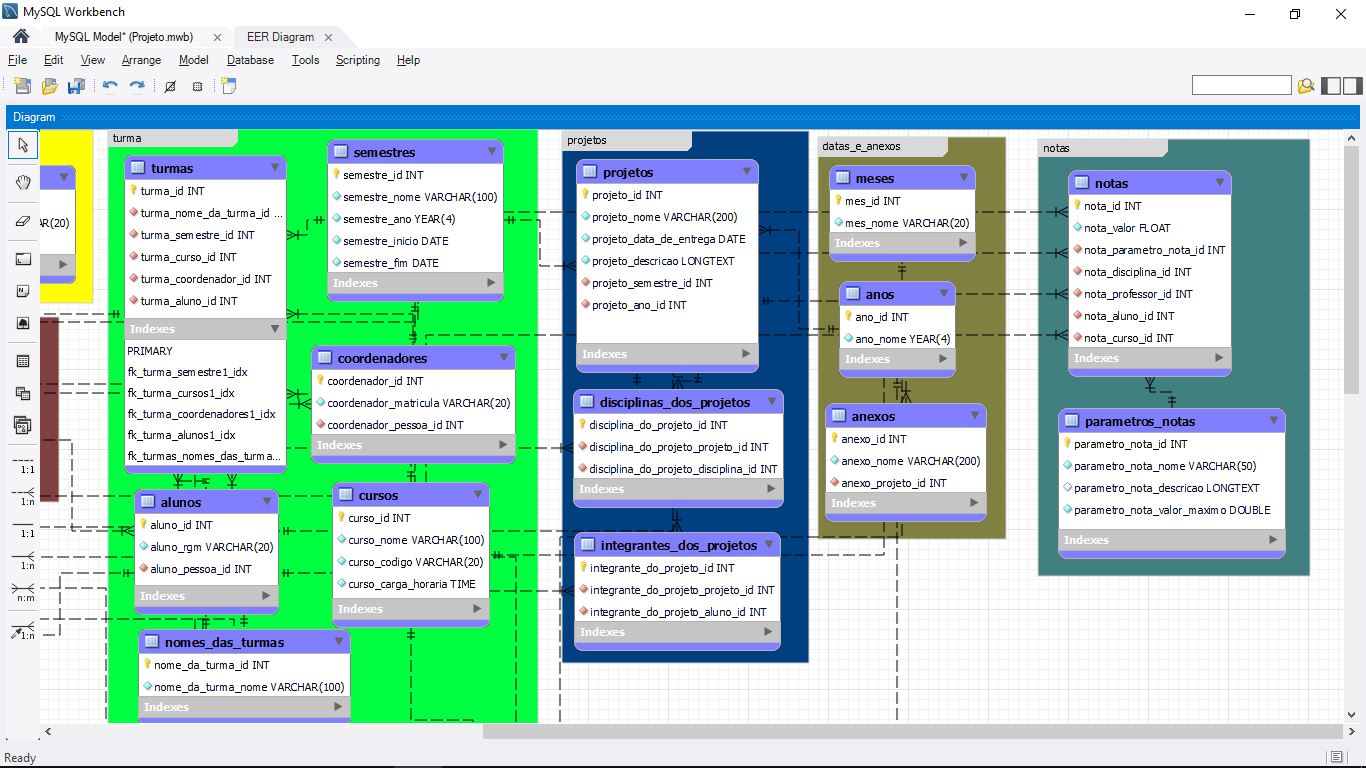 MySQL Workbench
MySQL Model* (Projeto.mwb)
EER Diagram
File Edit View Arrange Model Database Tools Scripting Help
Diagram
1:1
1:n
1:1
1:n
n:m
1:n
AR(20)
turma
turmas
turma_id INT
turma_nome_da_turma_id ...
turma_semestre_id INT
turma_curso_id INT
turma_coordenador_id INT
turma_aluno_id INT
Indexes
PRIMARY
fk_turma_semestre1_idx
fk_turma_cursos1_idx
fk_turma_coordenadores1_idx
fk_turma_alunos1_idx
fk_turmas_nomes_das_turma...
alunos
aluno_id INT
aluno_rgm VARCHAR(20)
aluno_pessoa_id INT
Indexes
nomes_das_turmas
nome_da_turma_id INT
nome_da_turma_nome VARCHAR(100)
Indexes
semestres
semestre_id INT
semestre_nome VARCHAR(100)
semestre_ano YEAR(4)
semestre_inicio DATE
semestre_fim DATE
Indexes
coordenadores
coordenador_id INT
coordenador_matricula VARCHAR(20)
coordenador_pessoa_id INT
Indexes
cursos
curso_id INT
curso_nome VARCHAR(100)
curso_codigo VARCHAR(20)
curso_carga_horaria TIME
Indexes
projetos
projetos
projeto_id INT
projeto_nome VARCHAR(200)
projeto_data_de_entrega DATE
projeto_descricao LONGTEXT
projeto_semestre_id INT
projeto_ano_id INT
Indexes
disciplinas_dos_projetos
disciplina_do_projeto_id INT
disciplina_do_projeto_projeto_id INT
disciplina_do_projeto_disciplina_id INT
Indexes
integrantes_dos_projetos
integrante_do_projeto_id INT
integrante_do_projeto_projeto_id INT
integrante_do_projeto_aluno_id INT
Indexes
datas_e_anexos
meses
mes_id INT
mes_nome VARCHAR(20)
Indexes
anos
ano_id INT
ano_nome YEAR(4)
Indexes
anexos
anexo_id INT
anexo_nome VARCHAR(200)
anexo_projeto_id INT
Indexes
notas
notas
nota_id INT
nota_valor FLOAT
nota_parametro_nota_id INT
nota_disciplina_id INT
nota_professor_id INT
nota_aluno_id INT
nota_curso_id INT
Indexes
parametros_notas
parametro_nota_id INT
parametro_nota_nome VARCHAR(50)
parametro_nota_descricao LONGTEXT
parametro_nota_valor_maximo DOUBLE
Indexes
Ready